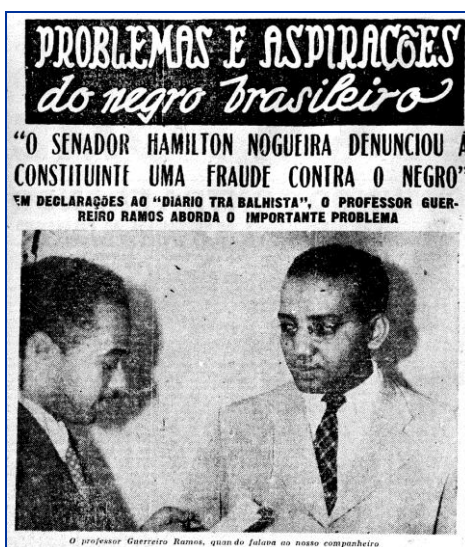 PROBLEMAS E ASPIRAÇÕES
do negro brasileiro
"O SENADOR HAMILTON NOGUEIRA DENUNCIOU A
CONSTITUINTE UMA FRAUDE CONTRA O NEGRO"
EM DECLARAÇÕES AO "DIÁRIO TRABALHISTA", O PROFESSOR GUER-
REIRO RAMOS ABORDA O IMPORTANTE PROBLEMA
O professor Guerreiro Ramos, quando falava ao nosso companheiro